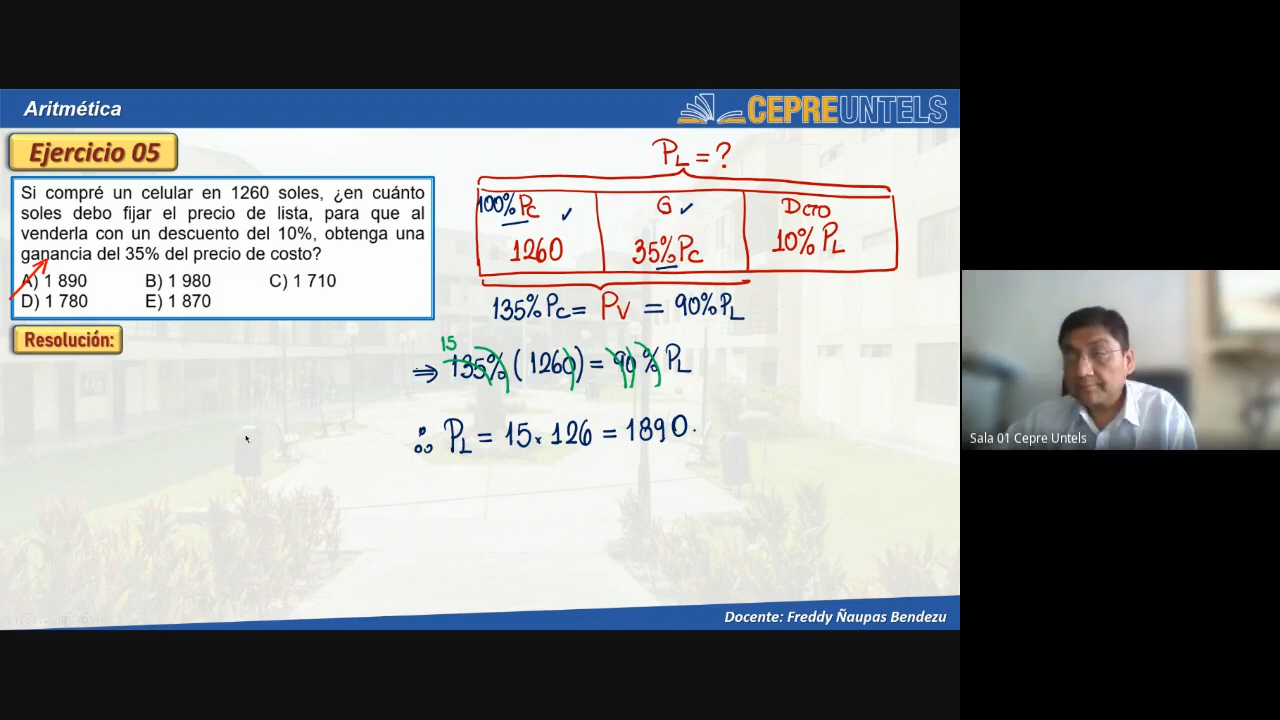 Aritmética
CEPREUNTELS
Ejercicio 05
Si compré un celular en 1260 soles, ¿en cuánto
soles debo fijar el precio de lista, para que al
venderla con un descuento del 10%, obtenga una
ganancia del 35% del precio de costo?
A) 1 890 B) 1 980 C) 1 710
D) 1 780 E) 1 870
Resolución:
PL = ?
100% Pc ✓ G ✓ DCTO
1260 35% Pc 10% PL
135% Pc = PV = 90% PL
15
⇒ 135% (1260) = 90% PL
∴ PL = 15 × 126 = 1890.
Docente: Freddy Ñaupas Bendezu
Sala 01 Cepre Untels